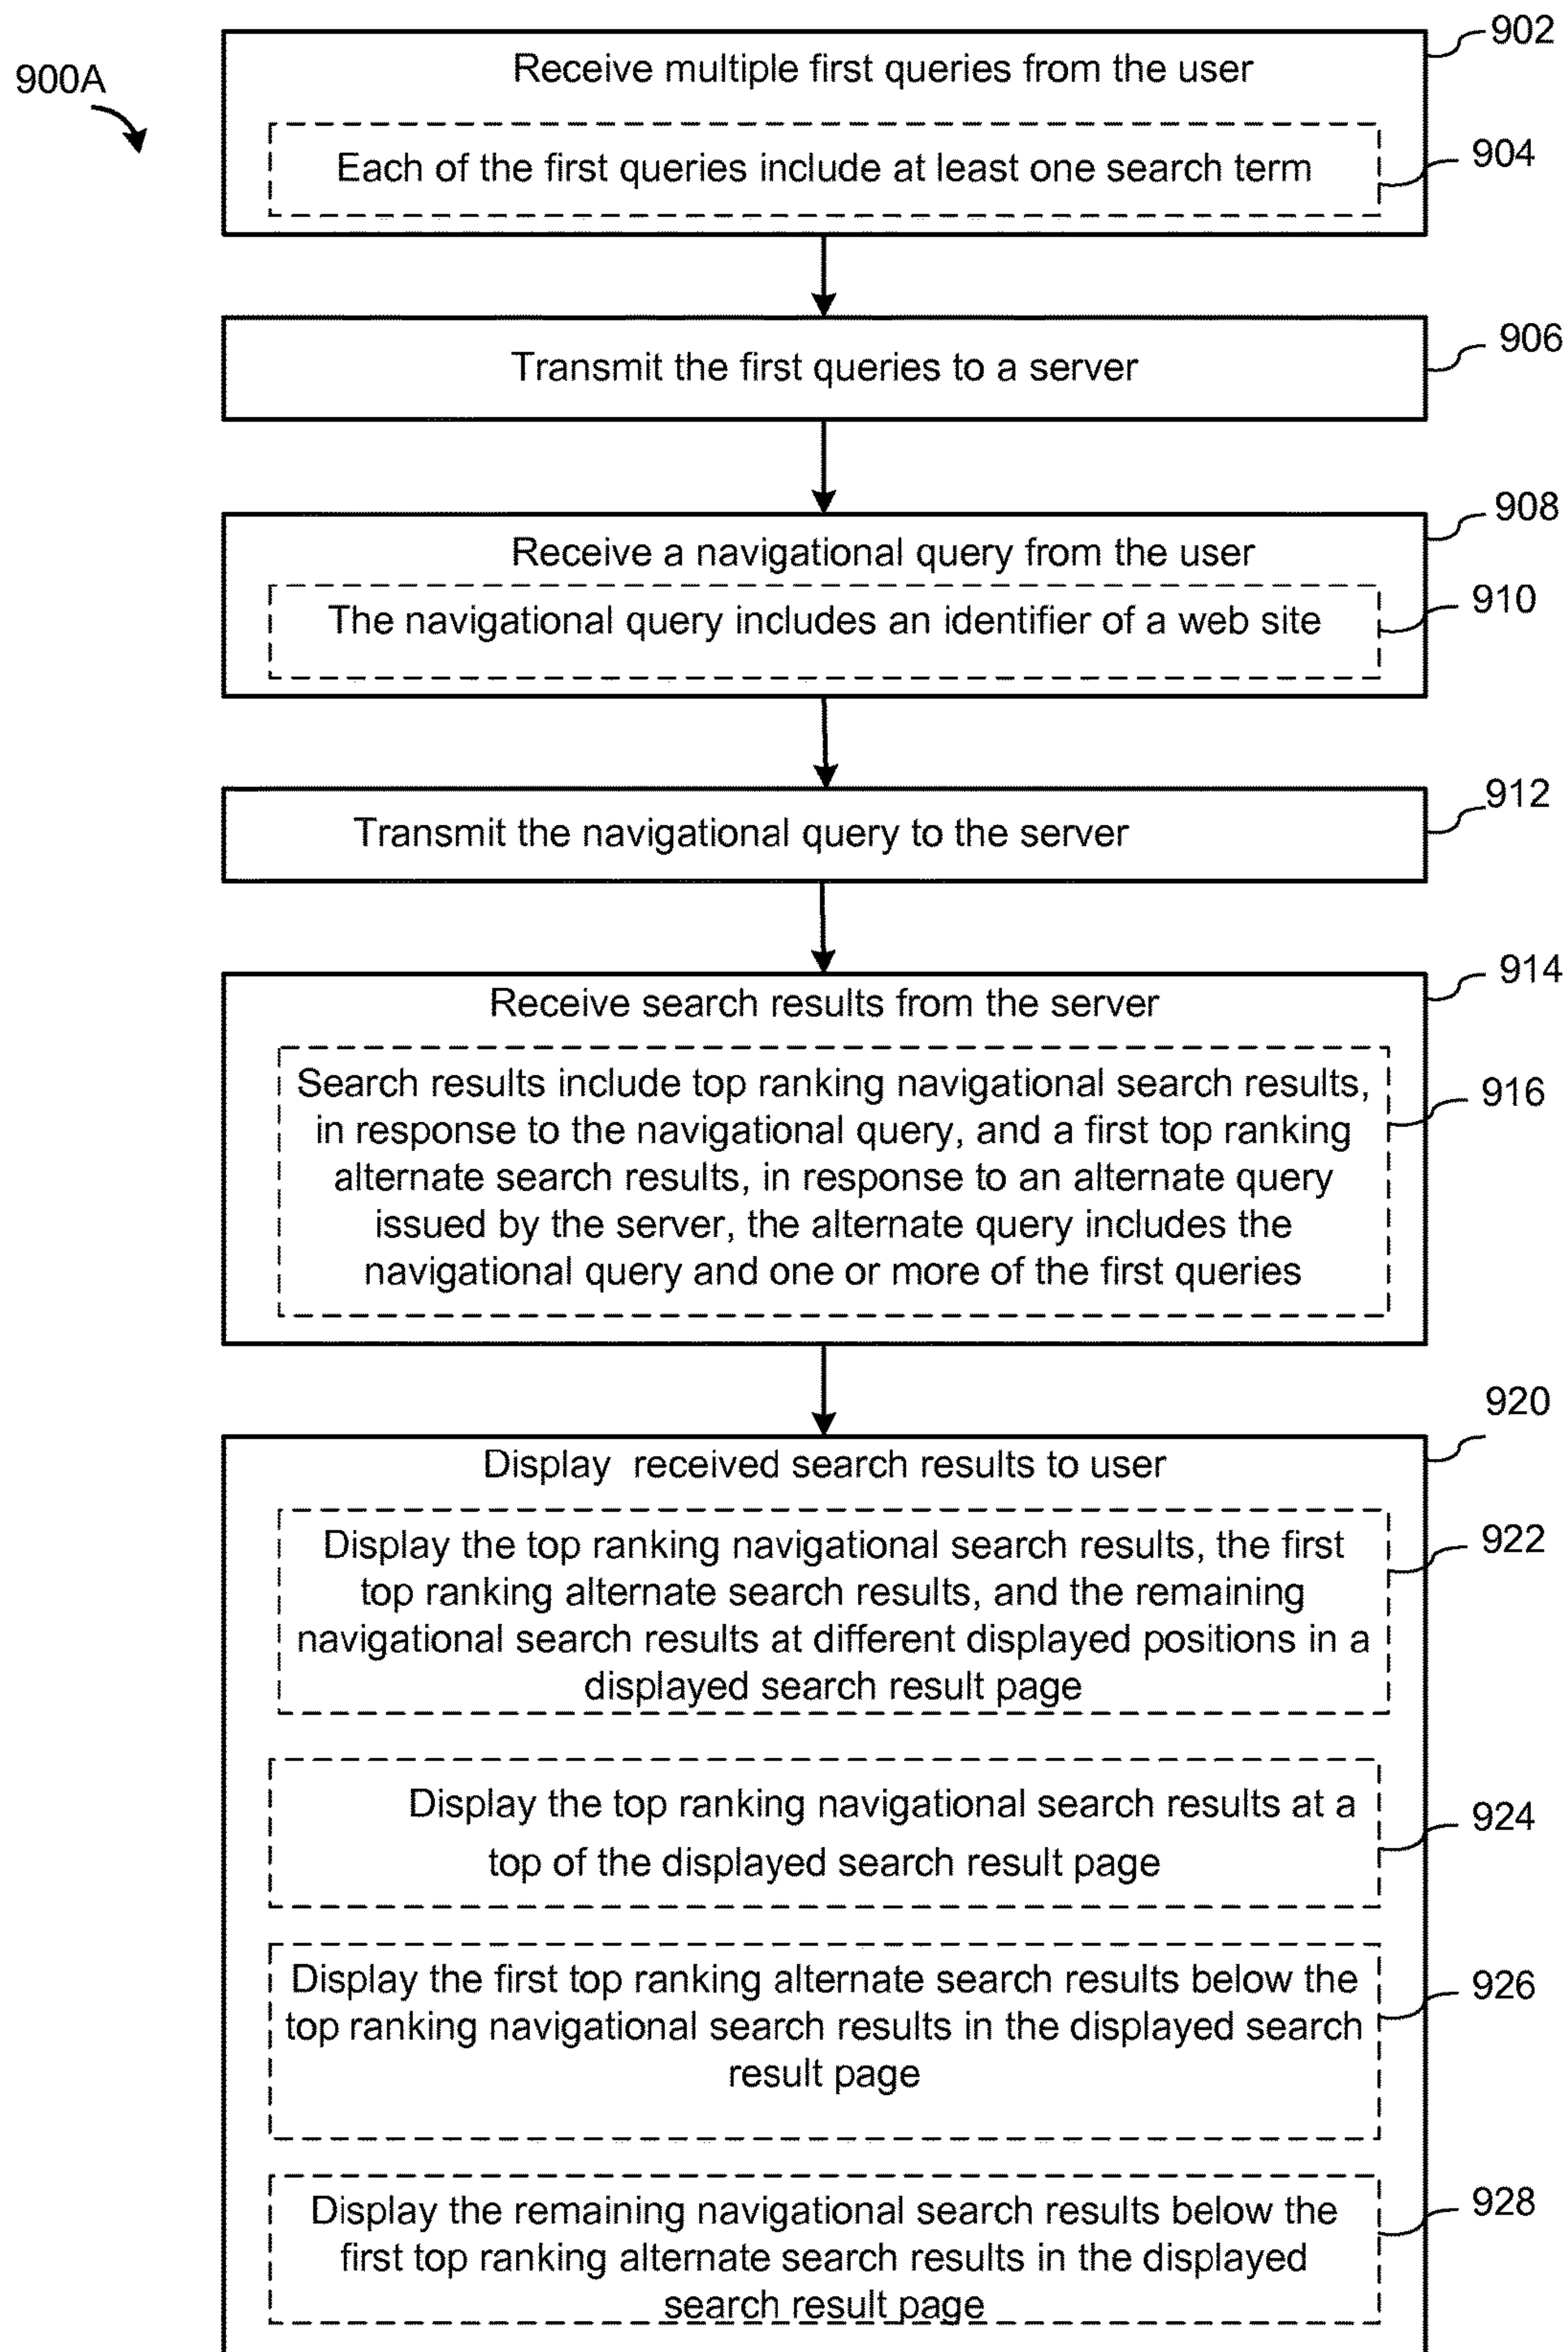 900A
902
Receive multiple first queries from the user
904
Each of the first queries include at least one search term
906
Transmit the first queries to a server
908
Receive a navigational query from the user
910
The navigational query includes an identifier of a web site
912
Transmit the navigational query to the server
914
Receive search results from the server
916
Search results include top ranking navigational search results,
in response to the navigational query, and a first top ranking
alternate search results, in response to an alternate query
issued by the server, the alternate query includes the
navigational query and one or more of the first queries
920
Display received search results to user
922
Display the top ranking navigational search results, the first
top ranking alternate search results, and the remaining
navigational search results at different displayed positions in a
displayed search result page
924
Display the top ranking navigational search results at a
top of the displayed search result page
926
Display the first top ranking alternate search results below the
top ranking navigational search results in the displayed search
result page
928
Display the remaining navigational search results below the
first top ranking alternate search results in the displayed
search result page